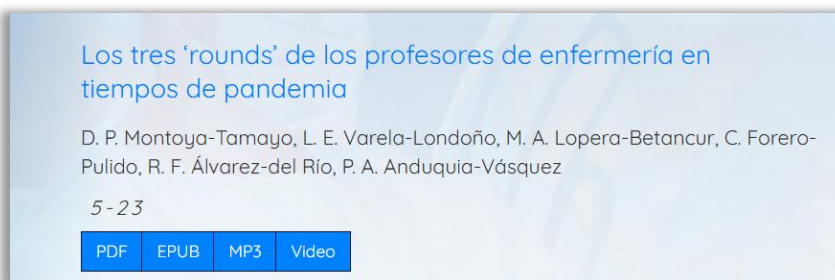 Los tres ‘rounds’ de los profesores de enfermería en
tiempos de pandemia
D. P. Montoya-Tamayo, L. E. Varela-Londoño, M. A. Lopera-Betancur, C. Forero-
Pulido, R. F. Álvarez-del Río, P. A. Anduquia-Vásquez
5-23
PDF EPUB MP3 Video